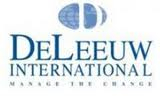 DELEEUW
INTERNATIONAL
MANAGE THE CHANGE